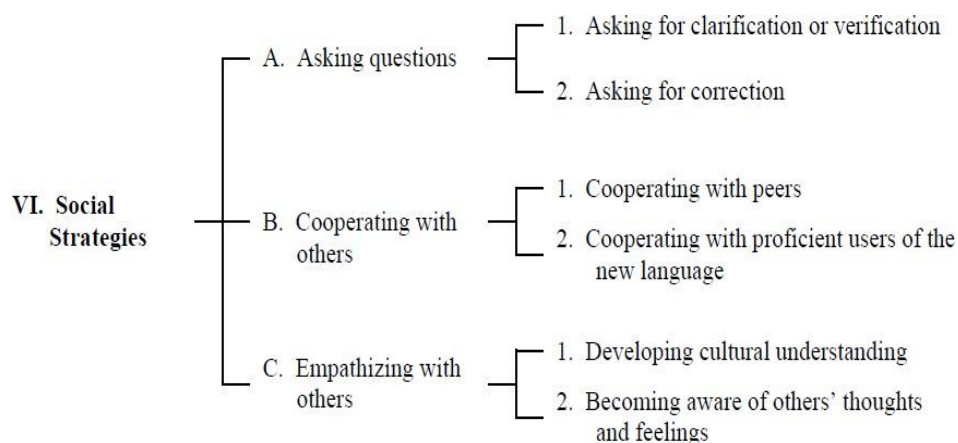 VI. Social
Strategies
A. Asking questions
1. Asking for clarification or verification
2. Asking for correction
B. Cooperating with
others
1. Cooperating with peers
2. Cooperating with proficient users of the
new language
C. Empathizing with
others
1. Developing cultural understanding
2. Becoming aware of others’ thoughts
and feelings